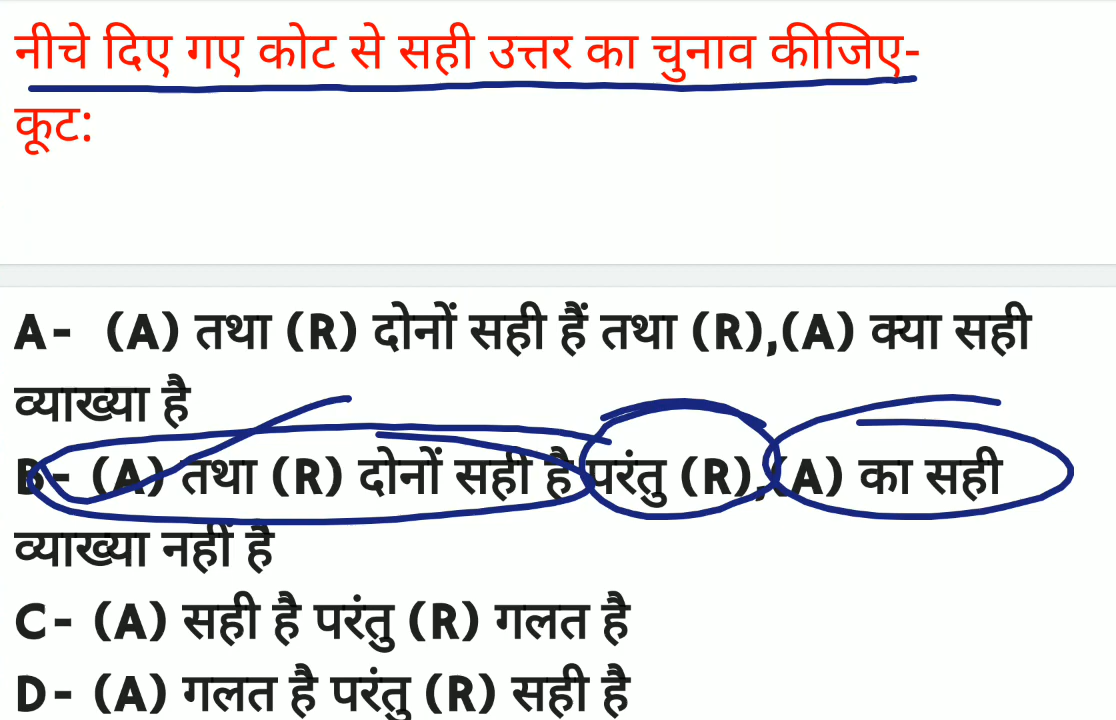 नीचे दिए गए कोट से सही उत्तर का चुनाव कीजिए-
कूट:
A- (A) तथा (R) दोनों सही हैं तथा (R),(A) क्या सही
व्याख्या है
B- (A) तथा (R) दोनों सही है परंतु (R),(A) का सही
व्याख्या नहीं है
C- (A) सही है परंतु (R) गलत है
D- (A) गलत है परंतु (R) सही है